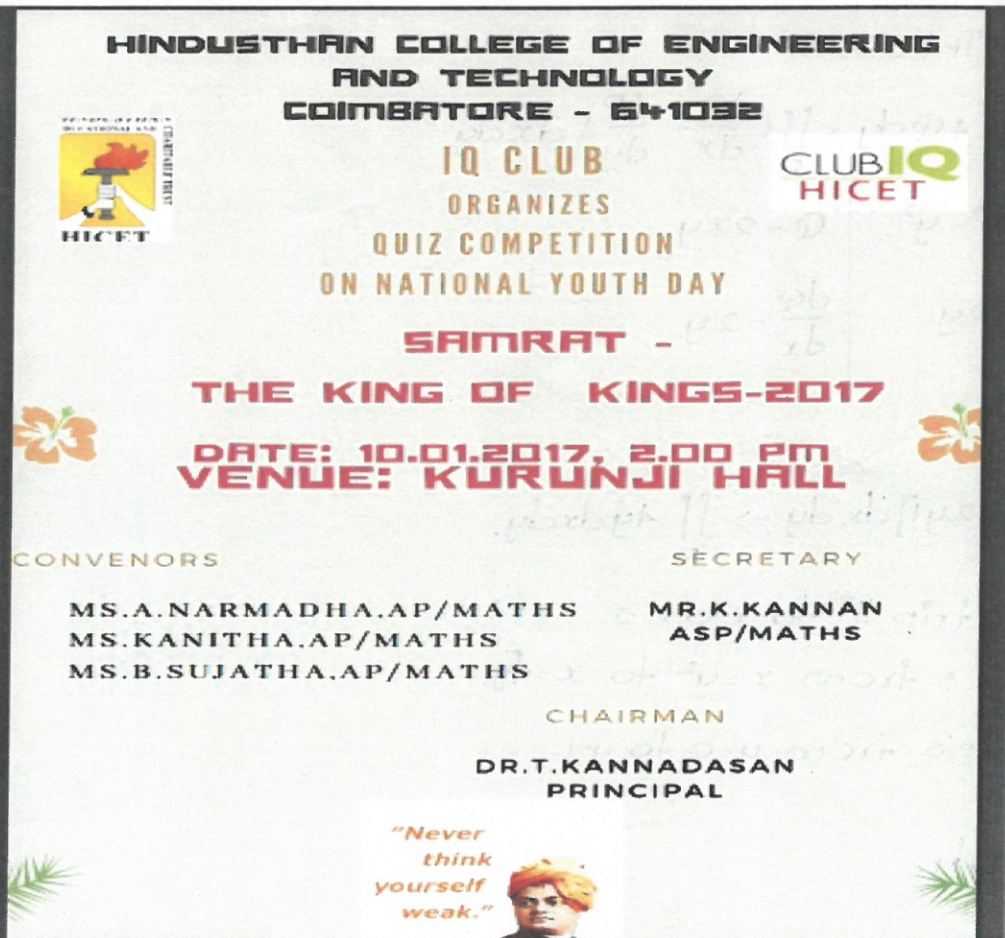 HINDUSTHAN COLLEGE OF ENGINEERING
AND TECHNOLOGY
COIMBATORE - 641032
CHARITABLE TRUST
HICET
CLUB IQ
HICET
IQ CLUB
ORGANIZES
QUIZ COMPETITION
ON NATIONAL YOUTH DAY
SAMRAT -
THE KING OF KINGS-2017
DATE: 10.01.2017, 2.00 PM
VENUE: KURUNJI HALL
CONVENORS
MS.A.NARMADHA.AP/MATHS
MS.KANITHA.AP/MATHS
MS.B.SUJATHA.AP/MATHS
SECRETARY
MR.K.KANNAN
ASP/MATHS
CHAIRMAN
DR.T.KANNADASAN
PRINCIPAL
"Never
think
yourself
weak."